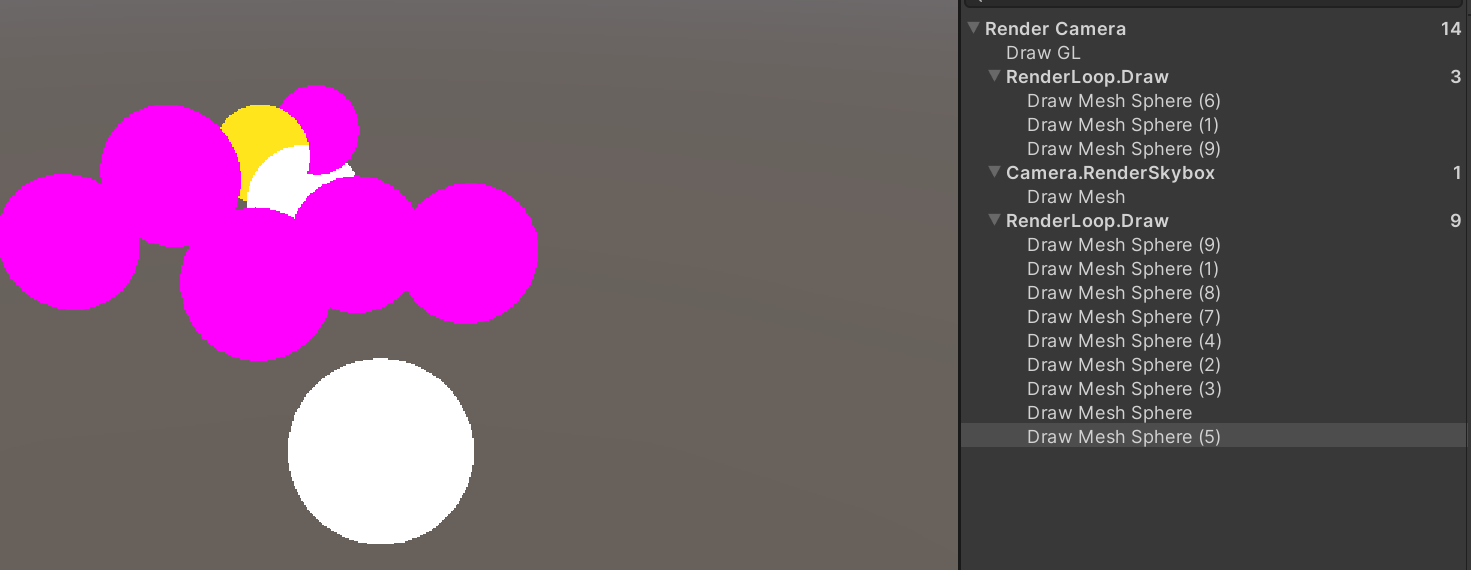 Render Camera 14
Draw GL
RenderLoop.Draw 3
Draw Mesh Sphere (6)
Draw Mesh Sphere (1)
Draw Mesh Sphere (9)
Camera.RenderSkybox 1
Draw Mesh
RenderLoop.Draw 9
Draw Mesh Sphere (9)
Draw Mesh Sphere (1)
Draw Mesh Sphere (8)
Draw Mesh Sphere (7)
Draw Mesh Sphere (4)
Draw Mesh Sphere (2)
Draw Mesh Sphere (3)
Draw Mesh Sphere
Draw Mesh Sphere (5)